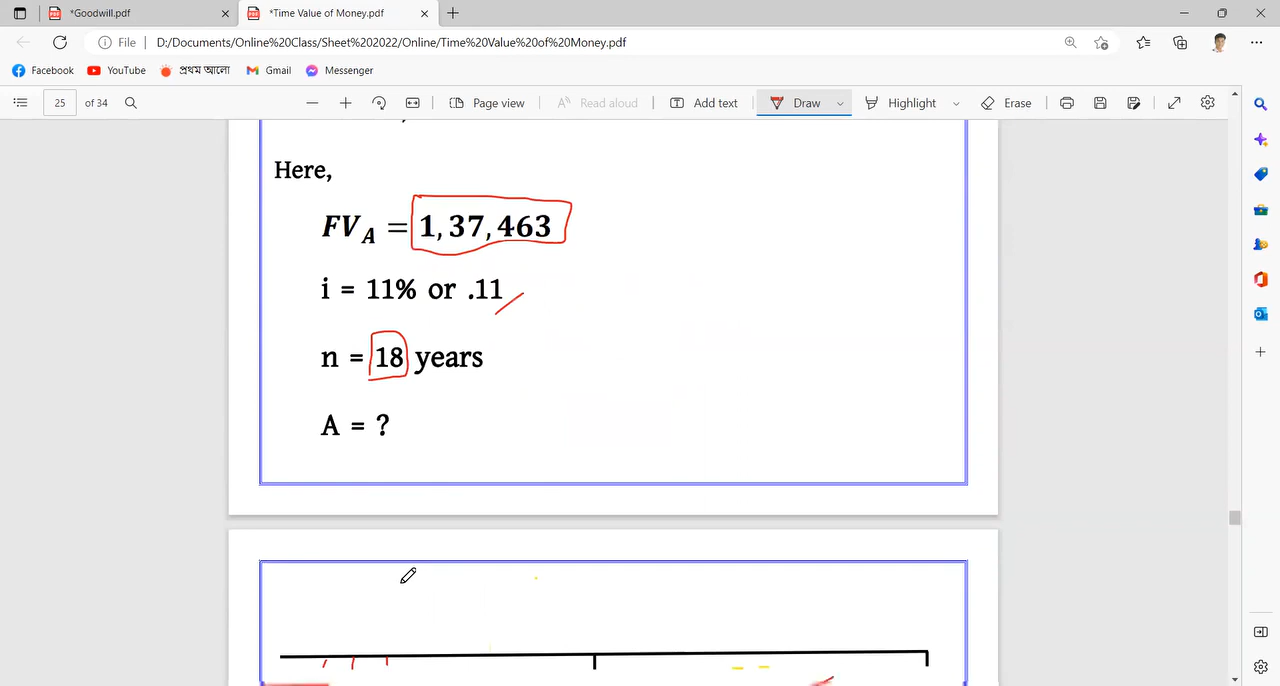 *Goodwill.pdf
*Time Value of Money.pdf
File D:/Documents/Online%20Class/Sheet%202022/Online/Time%20Value%20of%20Money.pdf
Facebook YouTube প্রথম আলো Gmail Messenger
25 of 34 Page view Read aloud Add text Draw Highlight Erase
Here,
FV_A = 1,37,463
i = 11% or .11
n = 18 years
A = ?